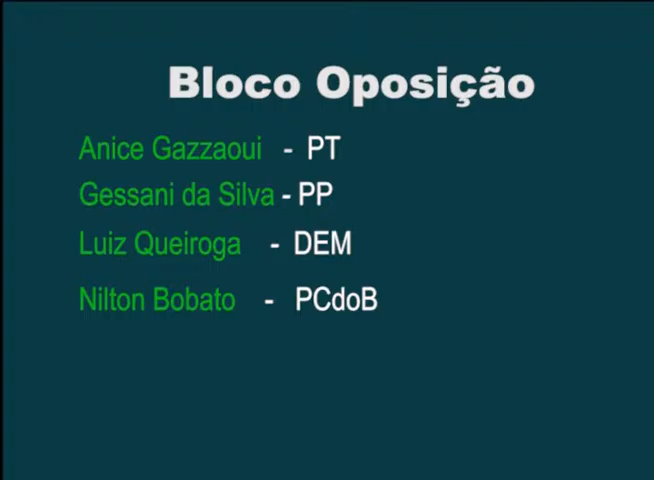 Bloco Oposição
Anice Gazzaoui - PT
Gessani da Silva - PP
Luiz Queiroga - DEM
Nilton Bobato - PCdoB